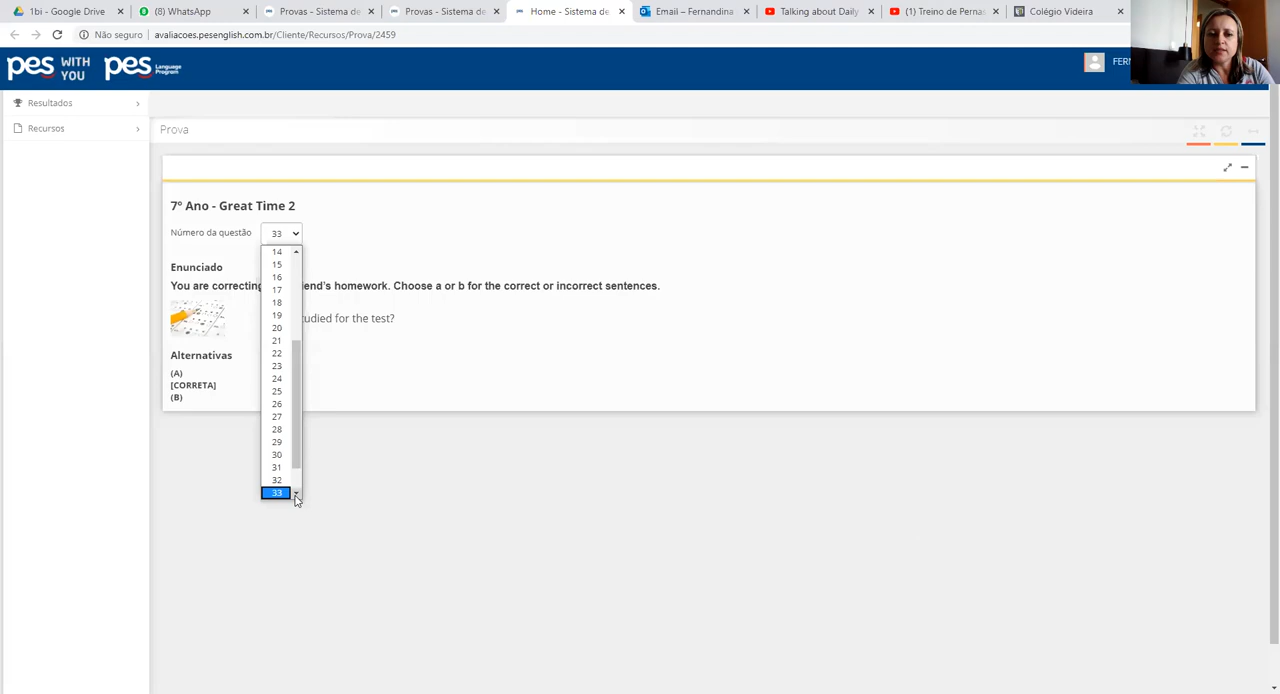 1bi - Google Drive
(8) WhatsApp
Provas - Sistema de
Provas - Sistema de
Home - Sistema de
Email – Fernandina
Talking about Daily
(1) Treino de Pernas
Colégio Videira
Não seguro
avaliacoes.pesenglish.com.br/Cliente/Recursos/Prova/2459
pes WITH YOU
pes Language Program
FERN
Resultados
Recursos
Prova
7º Ano - Great Time 2
Número da questão
33
Enunciado
You are correcting
end's homework. Choose a or b for the correct or incorrect sentences.
tudied for the test?
Alternativas
(A)
[CORRETA]
(B)
14
15
16
17
18
19
20
21
22
23
24
25
26
27
28
29
30
31
32
33